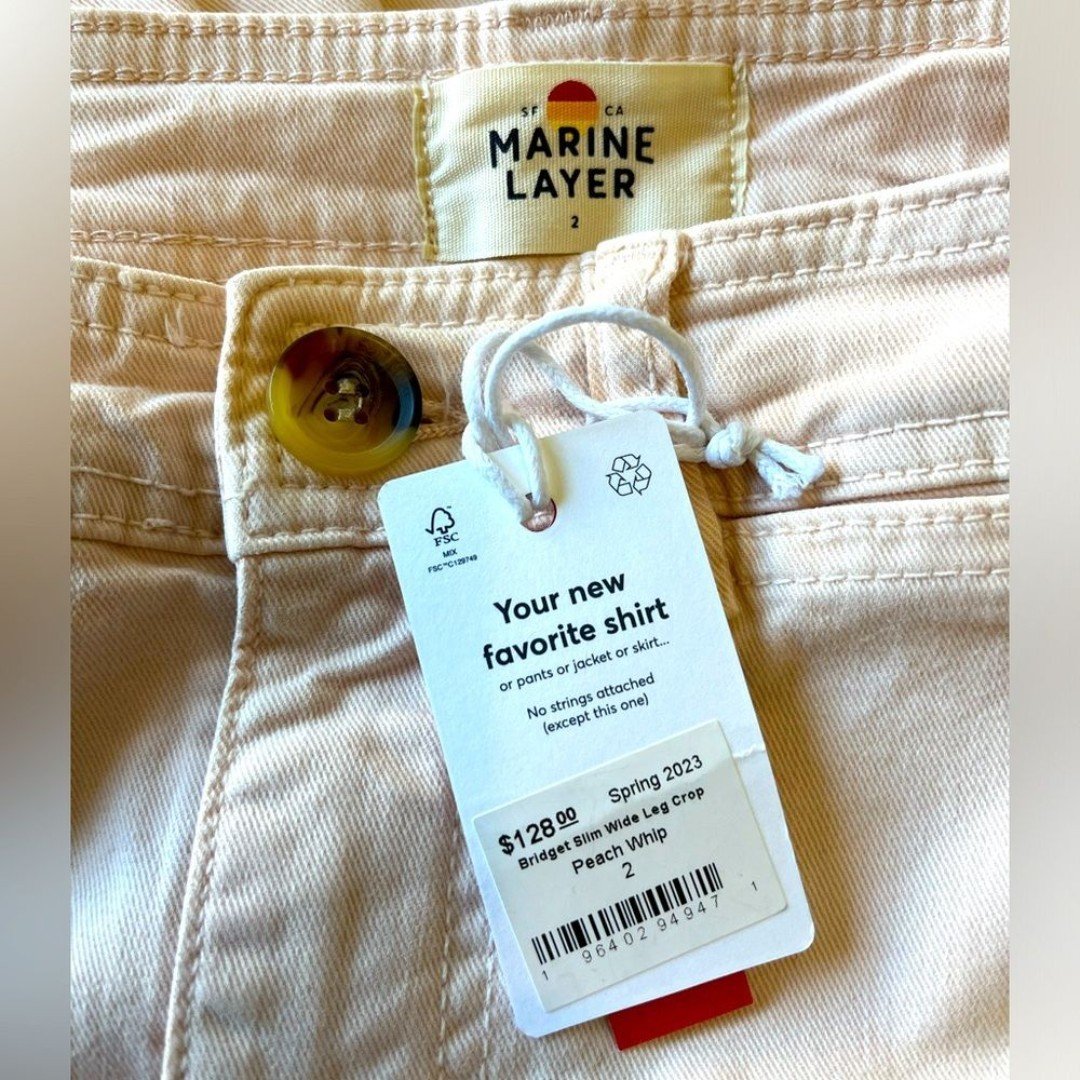 SF CA
MARINE
LAYER
2
FSC
MIX
FSC™C129749
Your new
favorite shirt
or pants or jacket or skirt...
No strings attached
(except this one)
$128.00 Spring 2023
Bridget Slim Wide Leg Crop
Peach Whip
2
1 96402 94947 1